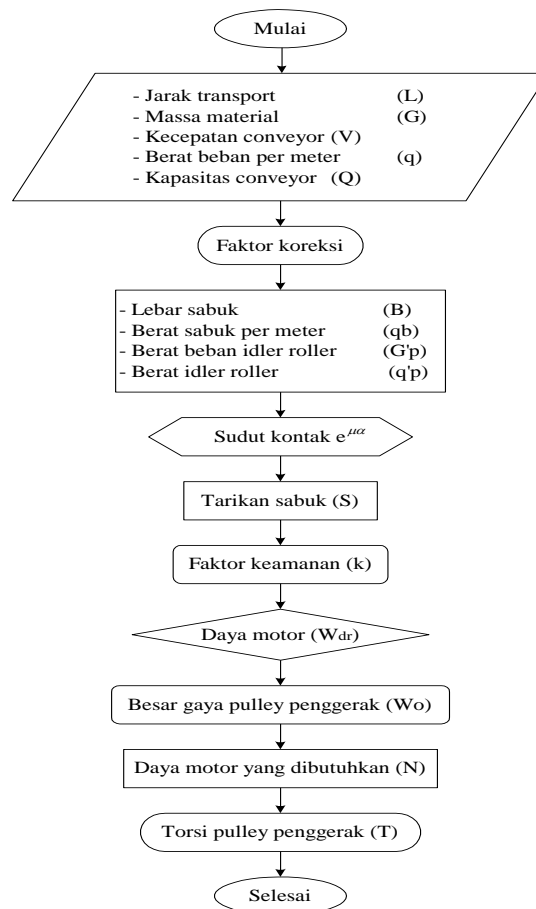 Mulai
- Jarak transport (L)
- Massa material (G)
- Kecepatan conveyor (V)
- Berat beban per meter (q)
- Kapasitas conveyor (Q)
Faktor koreksi
- Lebar sabuk (B)
- Berat sabuk per meter (qb)
- Berat beban idler roller (G'p)
- Berat idler roller (q'p)
Sudut kontak e^μα
Tarikan sabuk (S)
Faktor keamanan (k)
Daya motor (Wdr)
Besar gaya pulley penggerak (Wo)
Daya motor yang dibutuhkan (N)
Torsi pulley penggerak (T)
Selesai